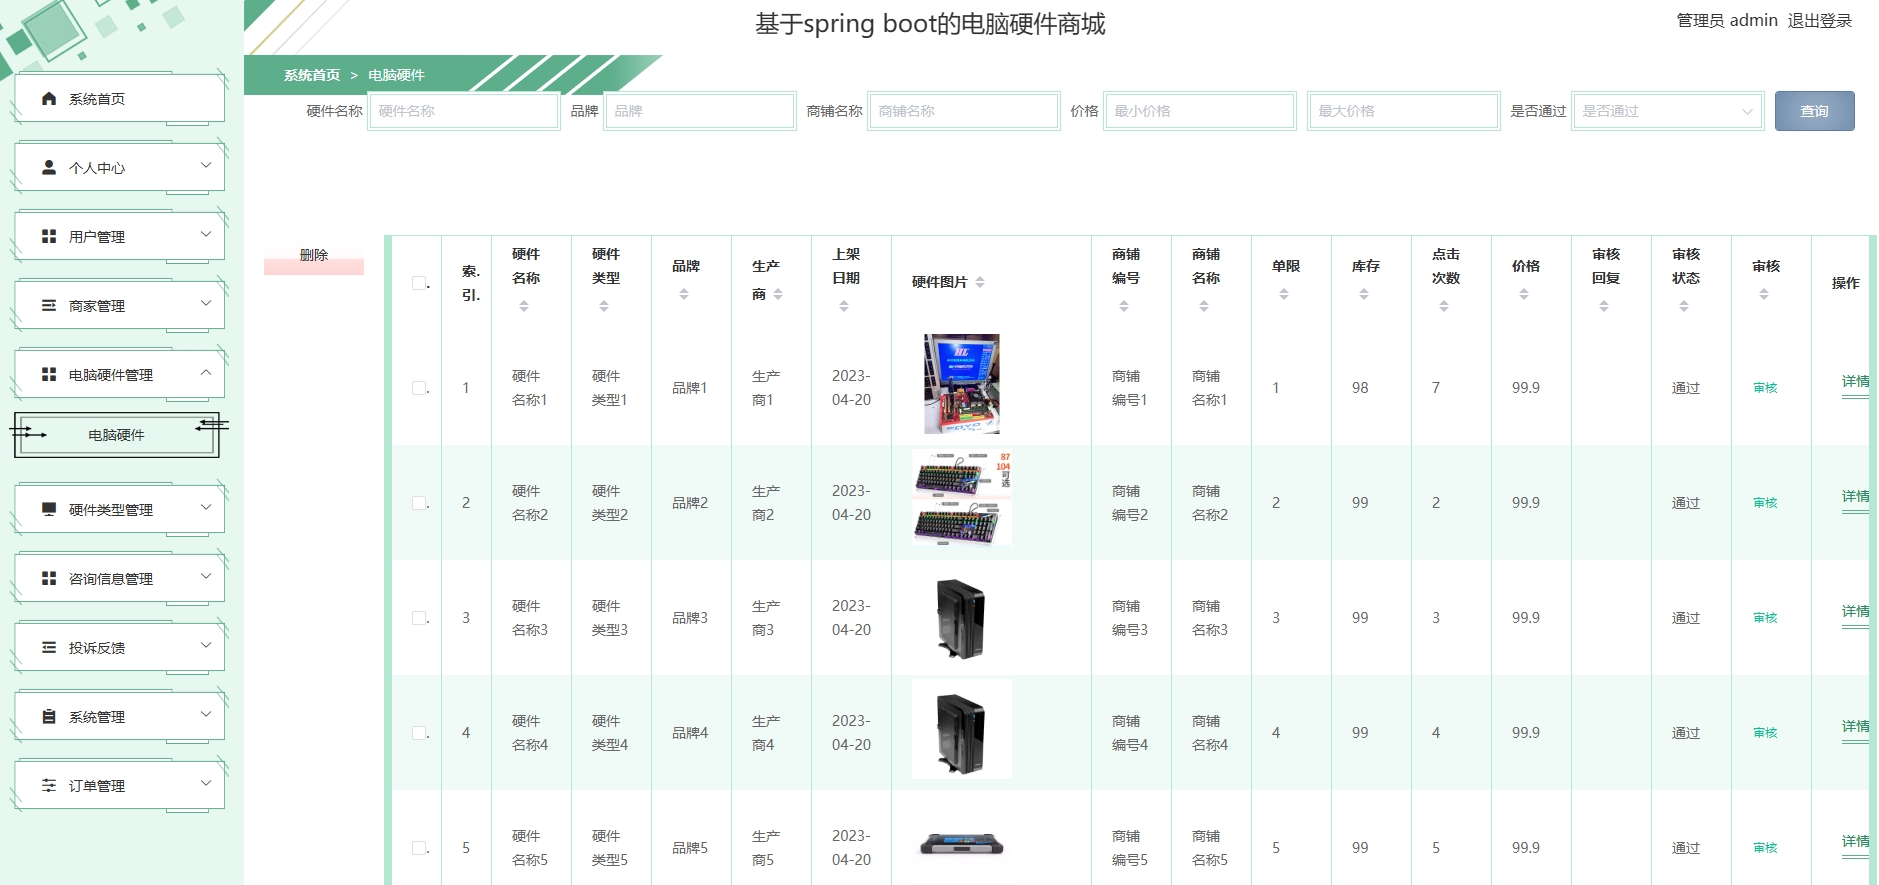 基于spring boot的电脑硬件商城
管理员 admin 退出登录
系统首页 > 电脑硬件
系统首页
个人中心
用户管理
商家管理
电脑硬件管理
电脑硬件
硬件类型管理
咨询信息管理
投诉反馈
系统管理
订单管理
硬件名称 硬件名称 品牌 品牌 商铺名称 商铺名称 价格 最小价格 最大价格 是否通过 是否通过 查询
删除
索. 引. 硬件名称 硬件类型 品牌 生产商 上架日期 硬件图片 商铺编号 商铺名称 单限 库存 点击次数 价格 审核回复 审核状态 审核 操作
1 硬件名称1 硬件类型1 品牌1 生产商1 2023-04-20 商铺编号1 商铺名称1 1 98 7 99.9 通过 审核 详情
2 硬件名称2 硬件类型2 品牌2 生产商2 2023-04-20 87 104 可选 商铺编号2 商铺名称2 2 99 2 99.9 通过 审核 详情
3 硬件名称3 硬件类型3 品牌3 生产商3 2023-04-20 商铺编号3 商铺名称3 3 99 3 99.9 通过 审核 详情
4 硬件名称4 硬件类型4 品牌4 生产商4 2023-04-20 商铺编号4 商铺名称4 4 99 4 99.9 通过 审核 详情
5 硬件名称5 硬件类型5 品牌5 生产商5 2023-04-20 商铺编号5 商铺名称5 5 99 5 99.9 通过 审核 详情